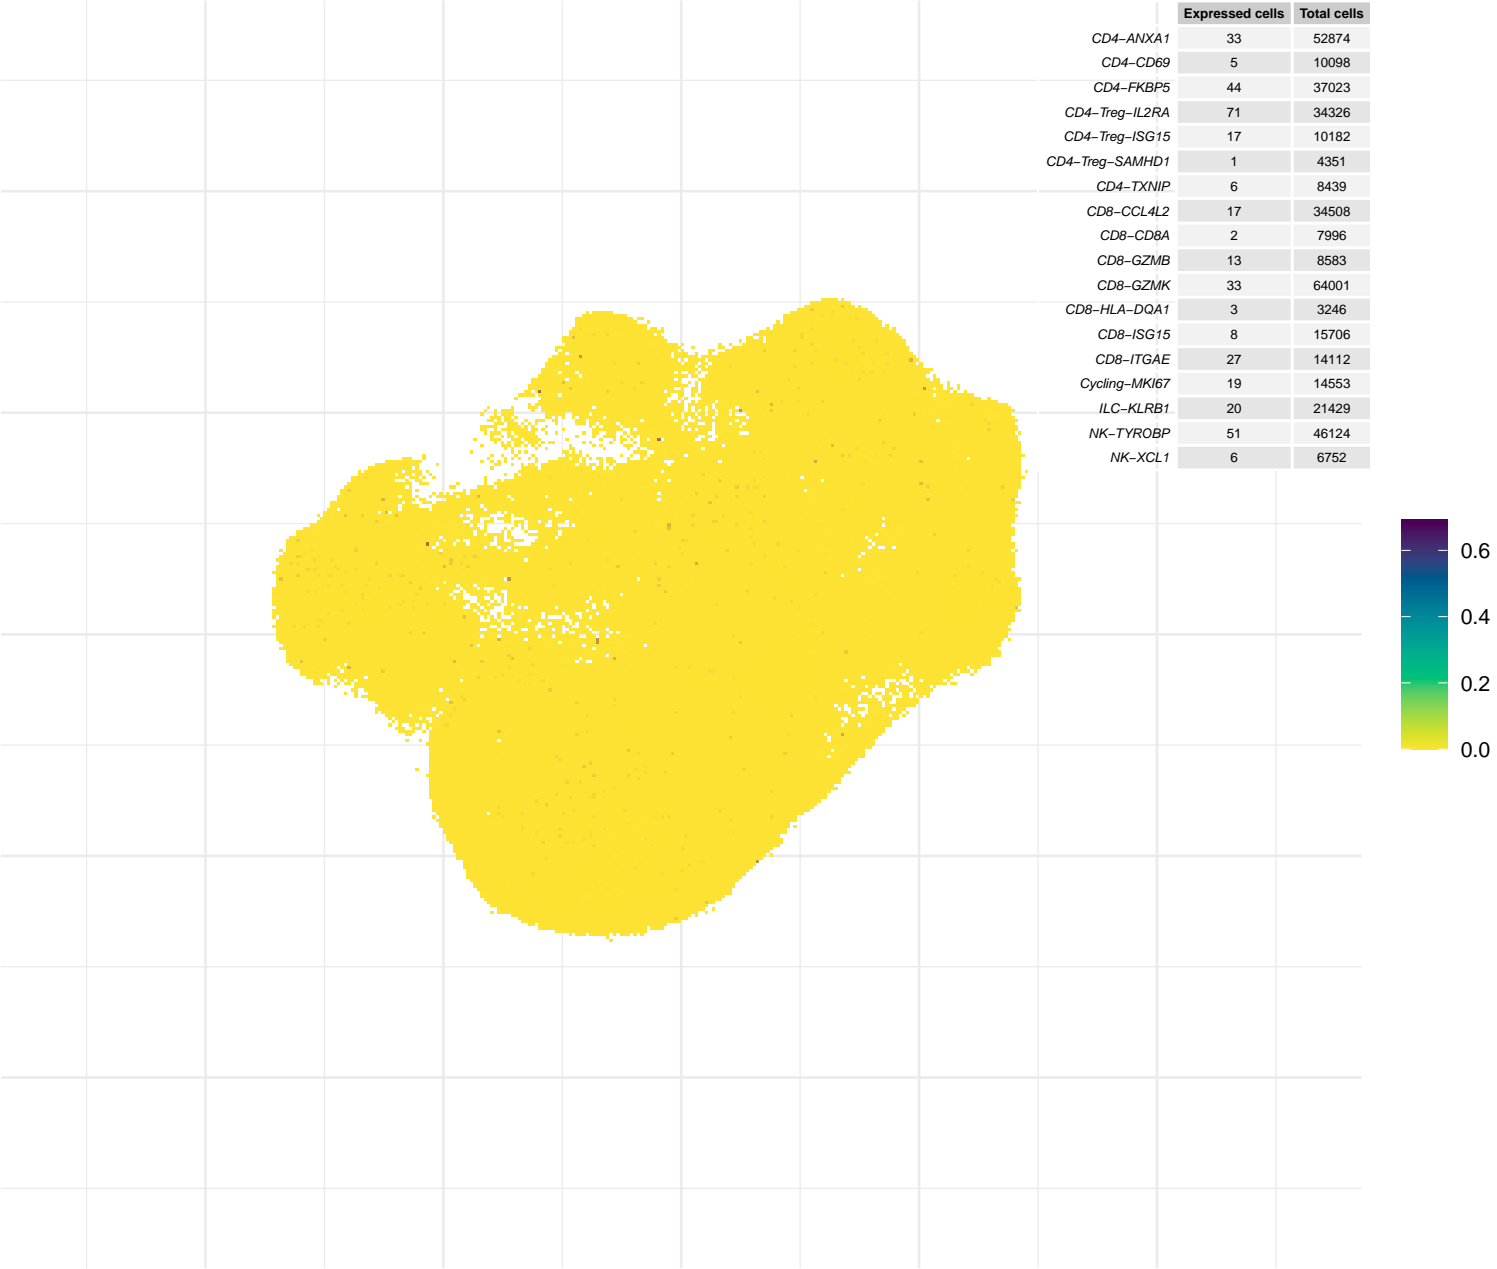 Expressed cells Total cells
CD4−ANXA1 33 52874
CD4−CD69 5 10098
CD4−FKBP5 44 37023
CD4−Treg−IL2RA 71 34326
CD4−Treg−ISG15 17 10182
CD4−Treg−SAMHD1 1 4351
CD4−TXNIP 6 8439
CD8−CCL4L2 17 34508
CD8−CD8A 2 7996
CD8−GZMB 13 8583
CD8−GZMK 33 64001
CD8−HLA−DQA1 3 3246
CD8−ISG15 8 15706
CD8−ITGAE 27 14112
Cycling−MKI67 19 14553
ILC−KLRB1 20 21429
NK−TYROBP 51 46124
NK−XCL1 6 6752
0.6
0.4
0.2
0.0